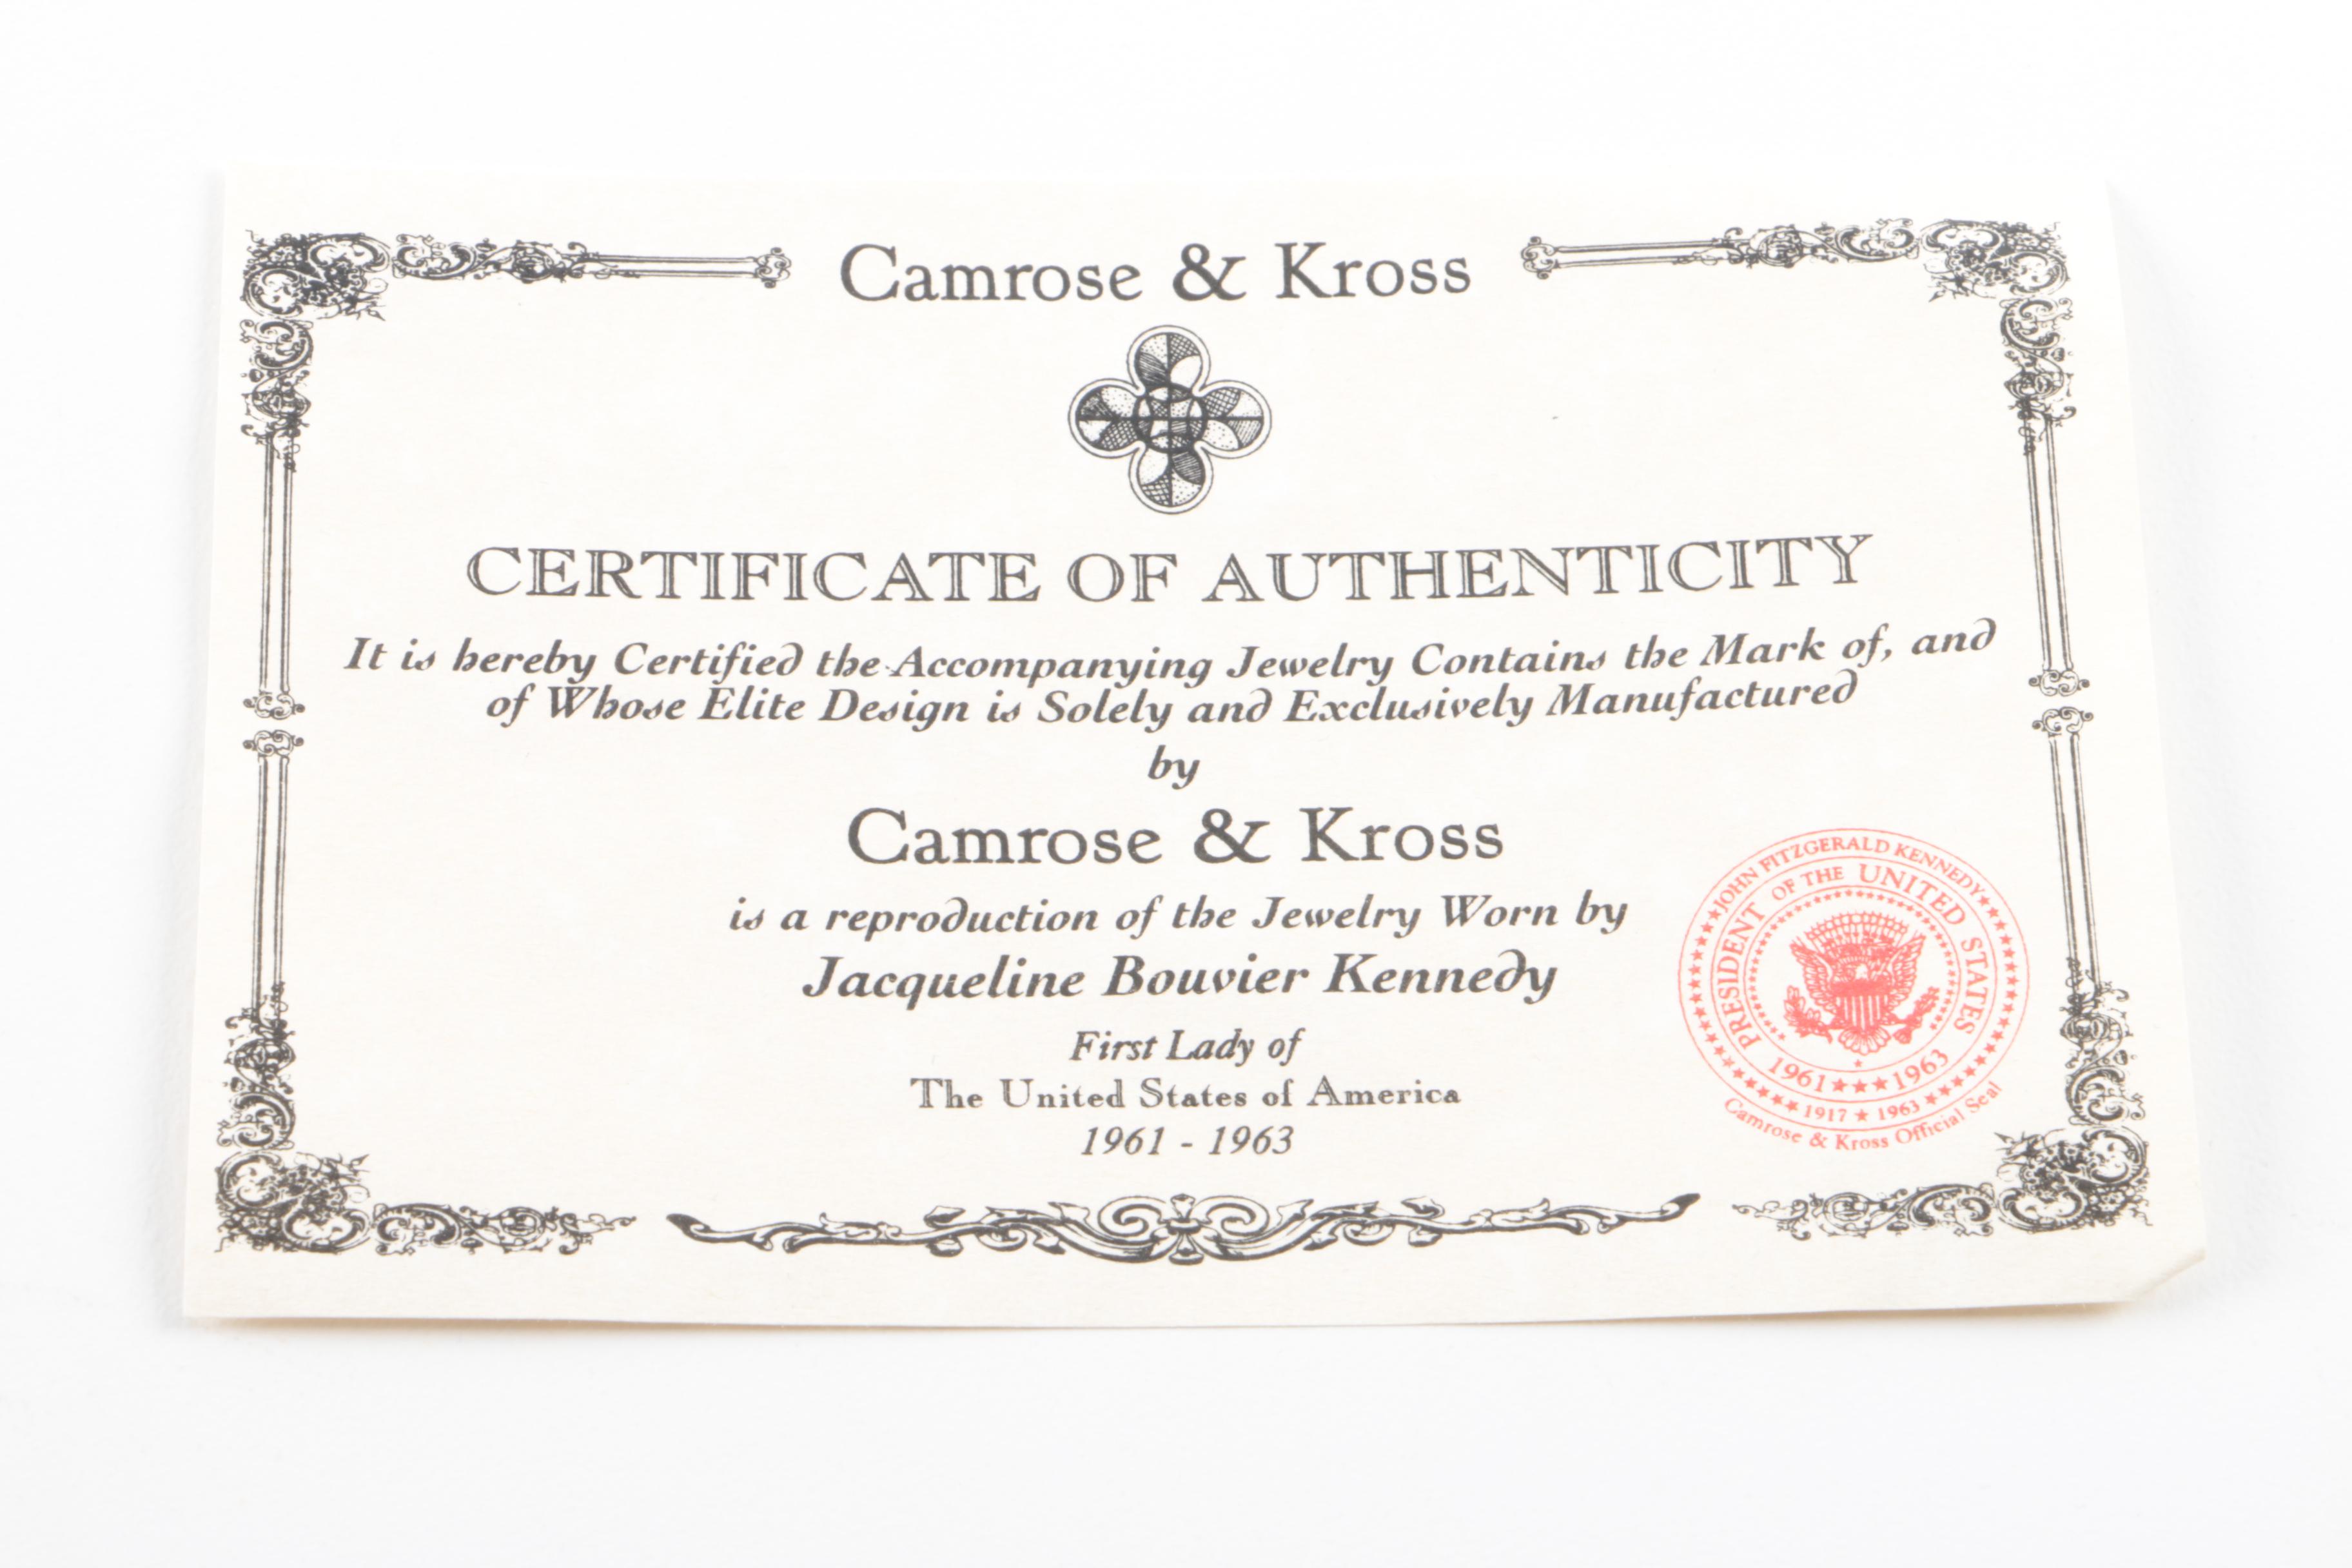 Camrose & Kross
CERTIFICATE OF AUTHENTICITY
It is hereby Certified the Accompanying Jewelry Contains the Mark of, and
of Whose Elite Design is Solely and Exclusively Manufactured
by
Camrose & Kross
is a reproduction of the Jewelry Worn by
Jacqueline Bouvier Kennedy
First Lady of
The United States of America
1961 - 1963
JOHN FITZGERALD KENNEDY
PRESIDENT OF THE UNITED STATES
1961 ★★★ 1963
1917 ★ 1963
Camrose & Kross Official Seal